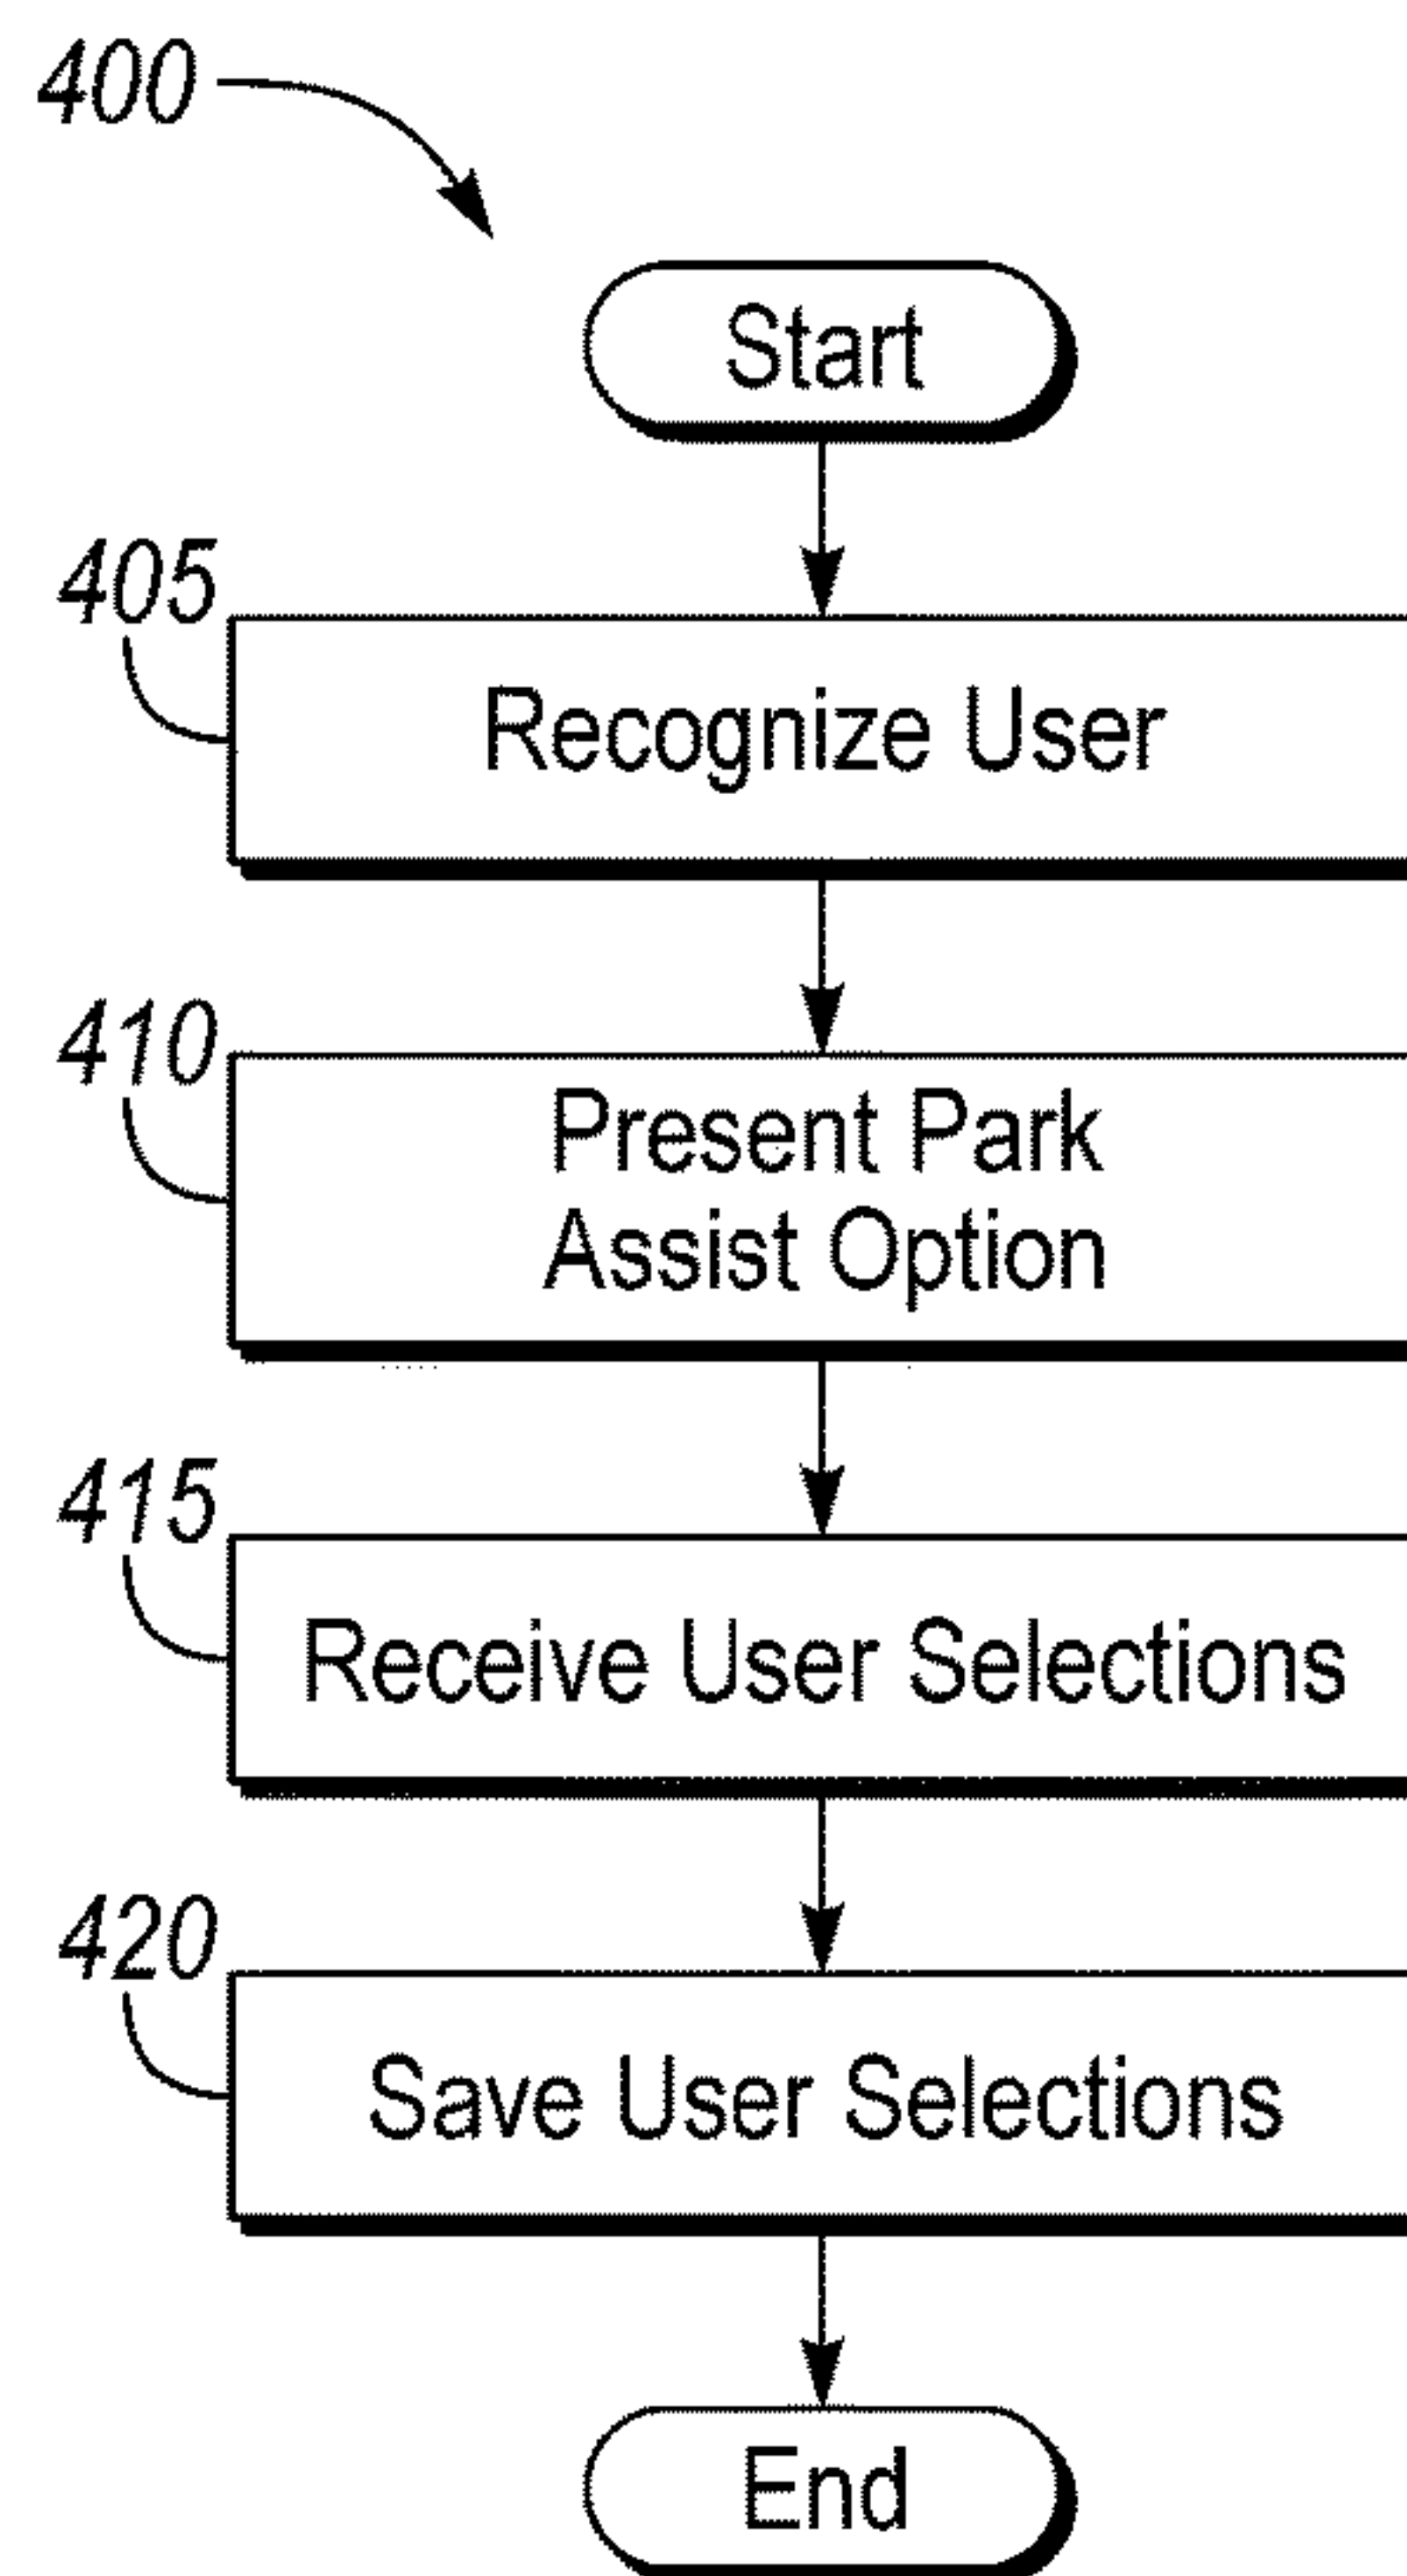 400
Start
405
Recognize User
410
Present Park
Assist Option
415
Receive User Selections
420
Save User Selections
End